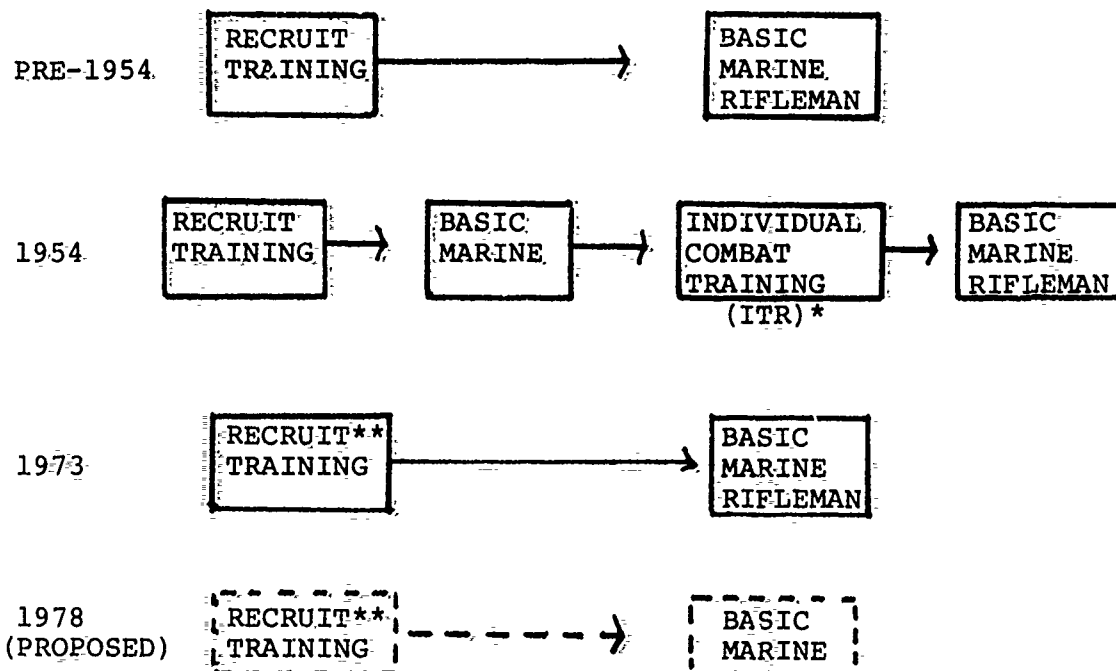 PRE-1954
RECRUIT
TRAINING
BASIC
MARINE
RIFLEMAN
1954
RECRUIT
TRAINING
BASIC
MARINE
INDIVIDUAL
COMBAT
TRAINING
(ITR)*
BASIC
MARINE
RIFLEMAN
1973
RECRUIT**
TRAINING
BASIC
MARINE
RIFLEMAN
1978
(PROPOSED)
RECRUIT**
TRAINING
BASIC
MARINE